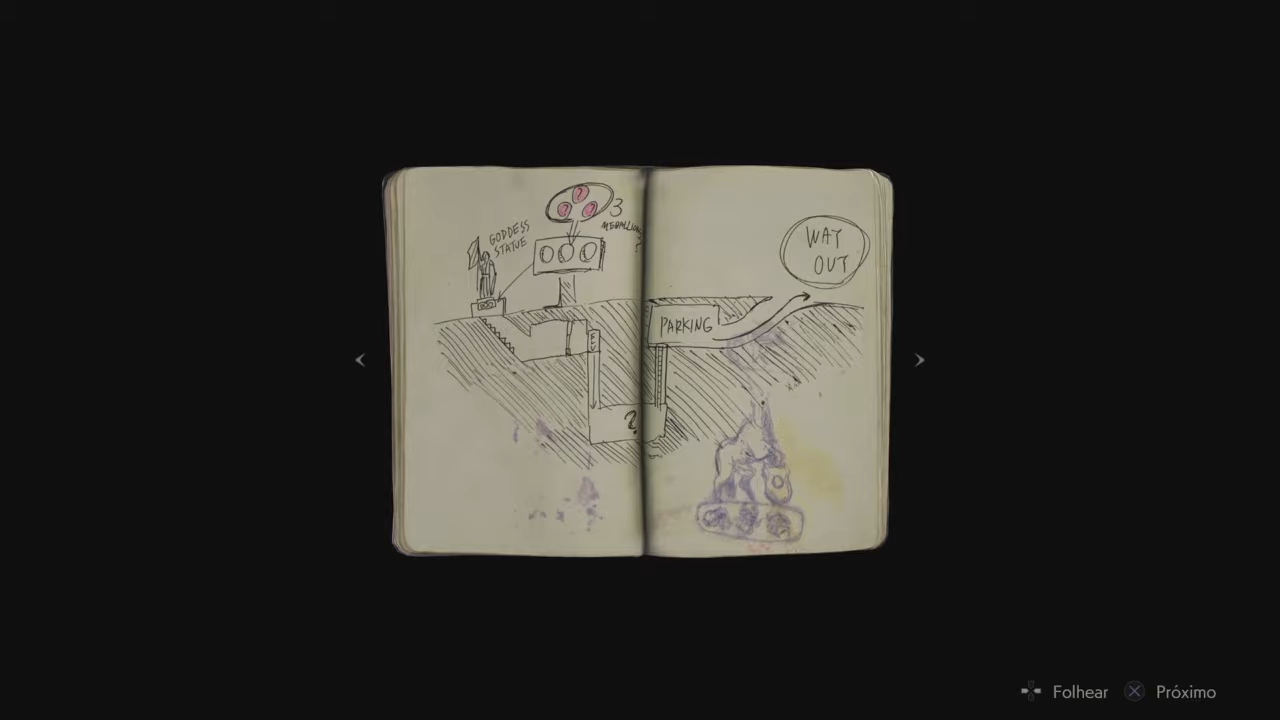 ?
? ?
3
MEDALLIONS
?
GODDESS
STATUE
WAY
OUT
PARKING
?
Folhear
Próximo